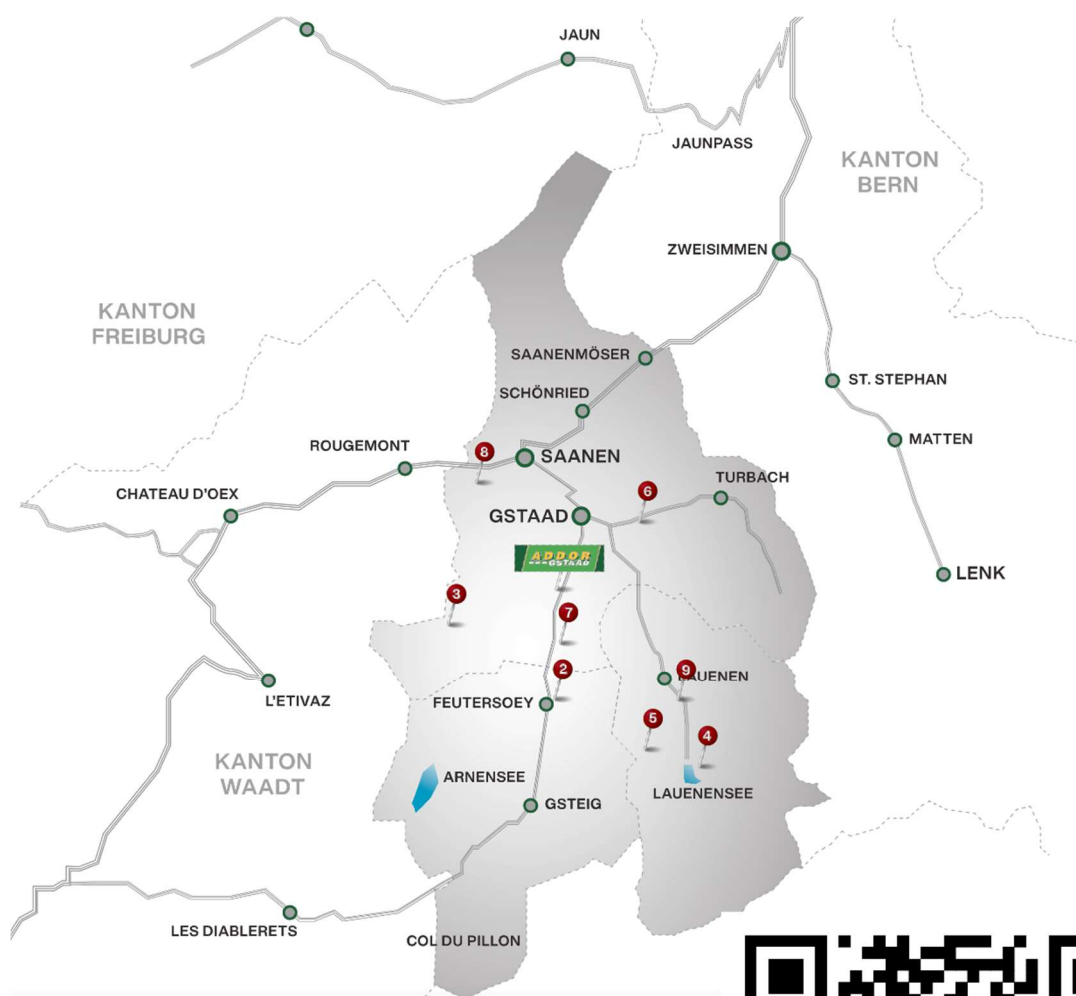 JAUN
JAUNPASS
KANTON
BERN
ZWEISIMMEN
KANTON
FREIBURG
SAANENMÖSER
ST. STEPHAN
SCHÖNRIED
MATTEN
ROUGEMONT
8
SAANEN
TURBACH
CHATEAU D'OEX
6
GSTAAD
ADDOR
GSTAAD
LENK
3
7
2
9
LAUENEN
L'ETIVAZ
FEUTERSOEY
5
4
KANTON
WAADT
ARNENSEE
LAUENENSEE
GSTEIG
LES DIABLERETS
COL DU PILLON